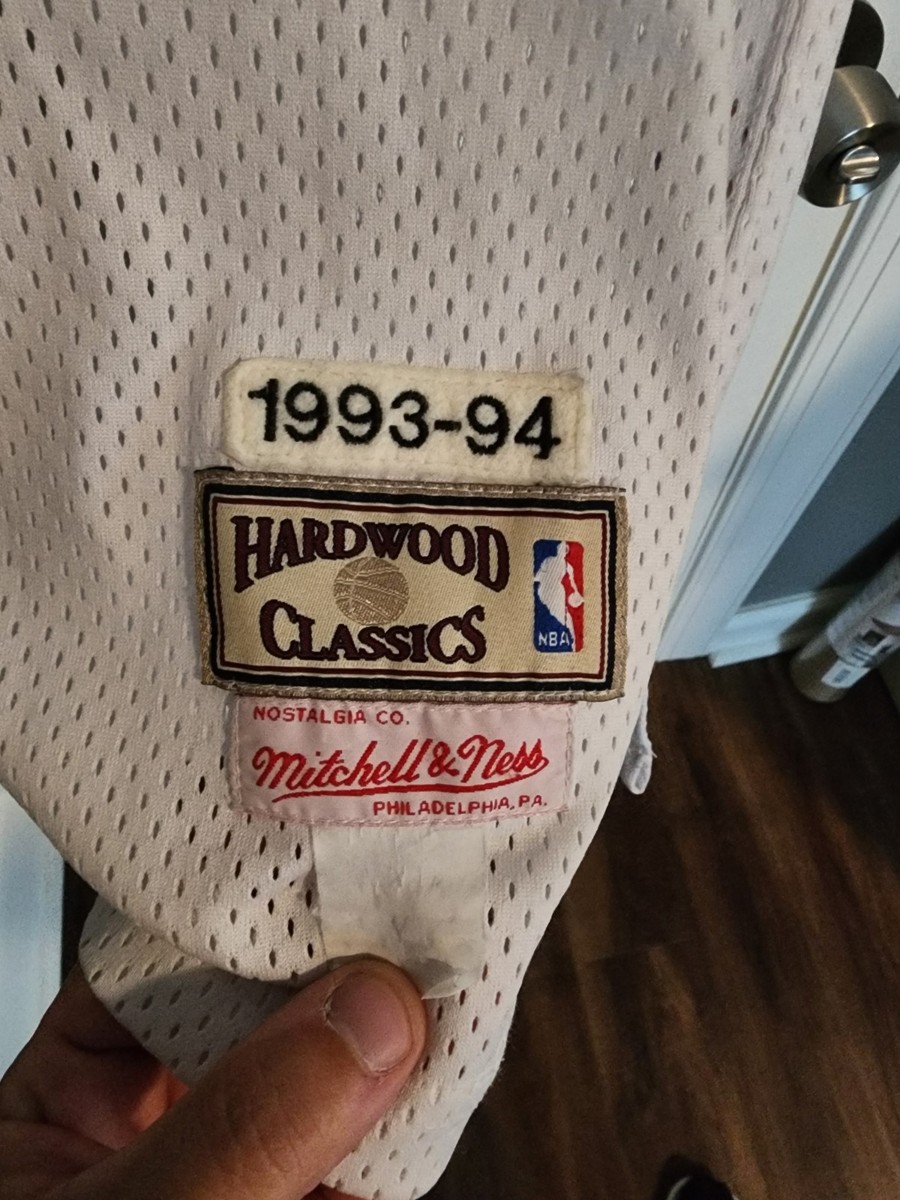 1993-94
HARDWOOD
CLASSICS
NBA
NOSTALGIA CO.
Mitchell & Ness
PHILADELPHIA, PA.